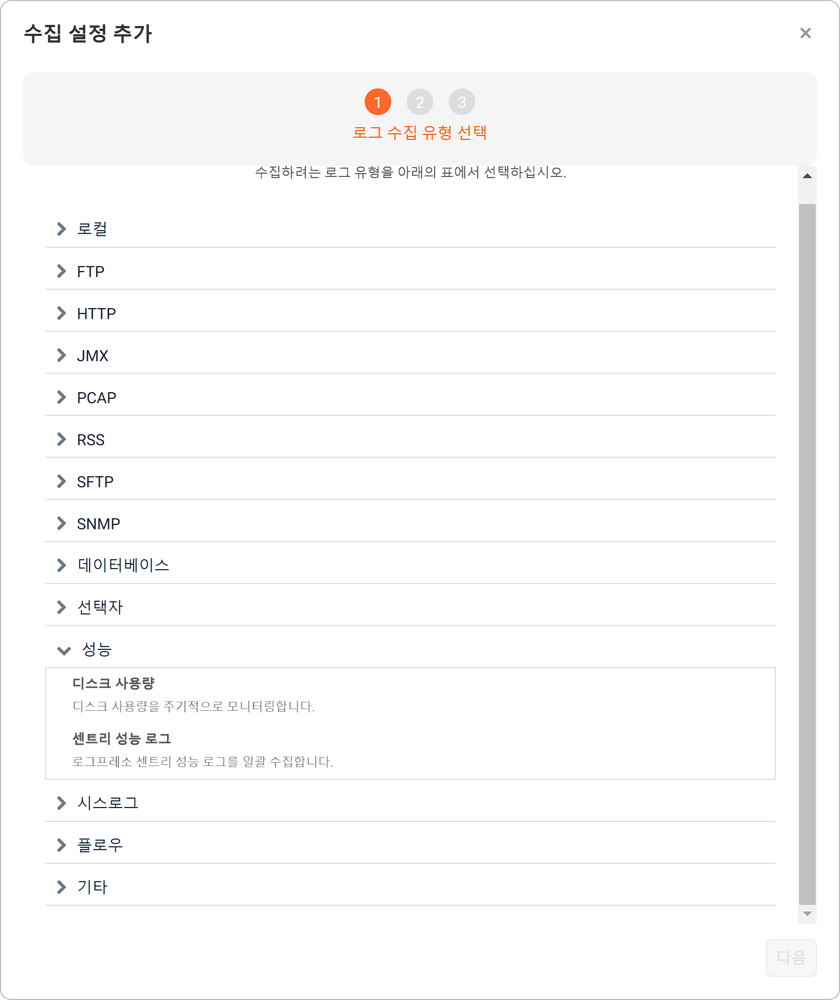 수집 설정 추가
1 2 3
로그 수집 유형 선택
수집하려는 로그 유형을 아래의 표에서 선택하십시오.
로컬
FTP
HTTP
JMX
PCAP
RSS
SFTP
SNMP
데이터베이스
선택자
성능
디스크 사용량
디스크 사용량을 주기적으로 모니터링합니다.
센트리 성능 로그
로그프레소 센트리 성능 로그를 일괄 수집합니다.
시스로그
플로우
기타
다음